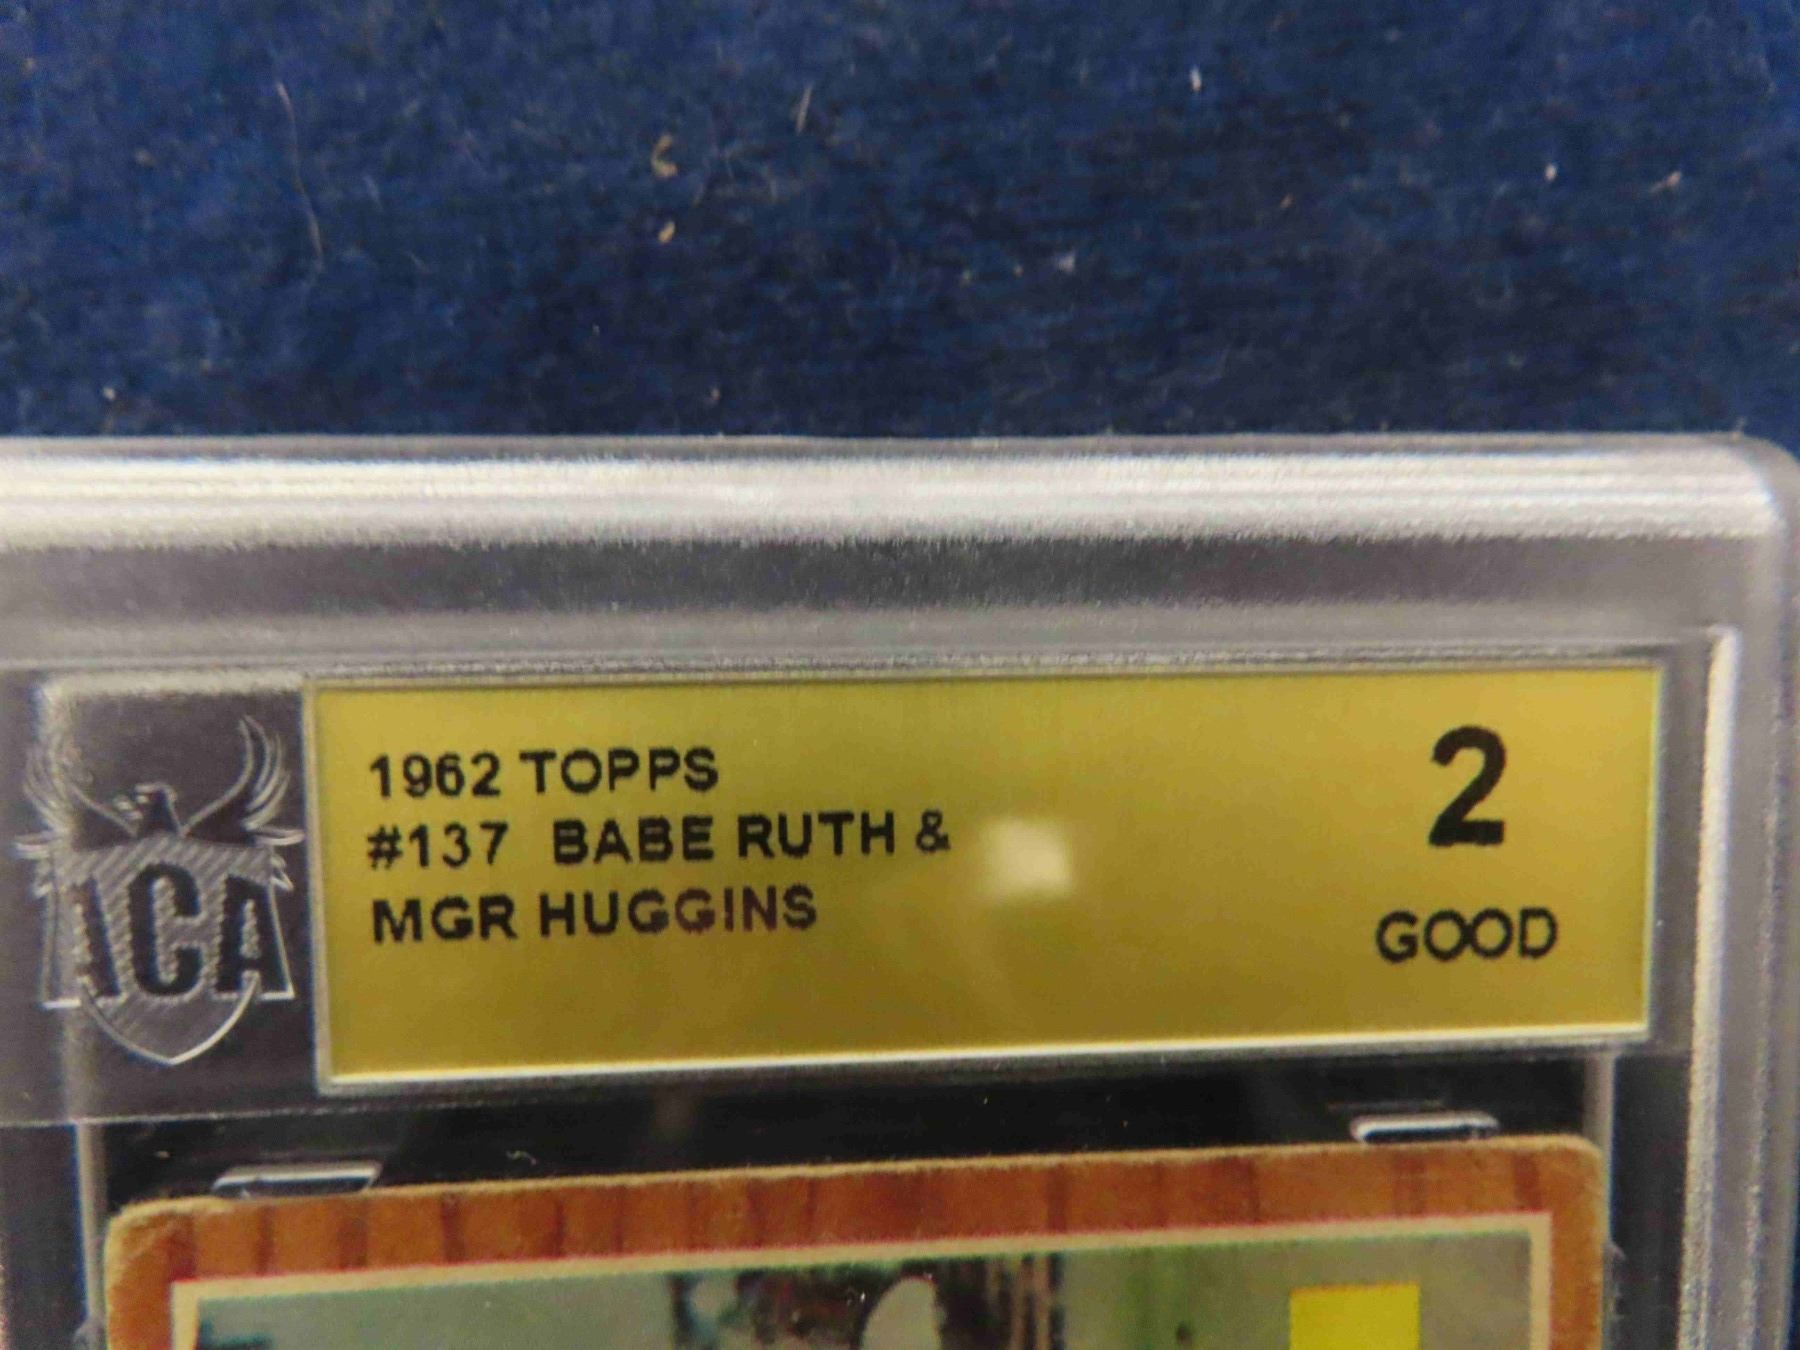 ACA
1962 TOPPS
#137 BABE RUTH &
MGR HUGGINS
2
GOOD